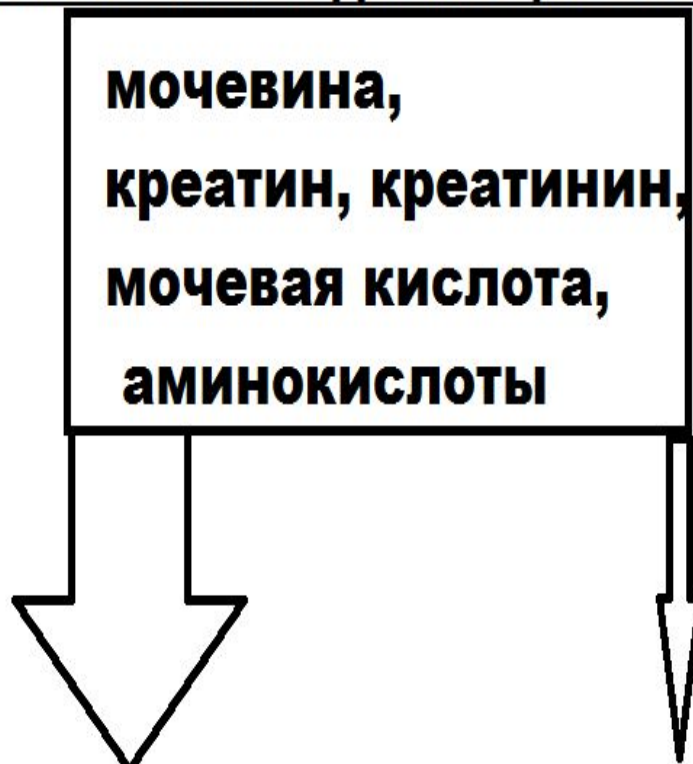 мочевина,
креатин, креатинин,
мочевая кислота,
аминокислоты